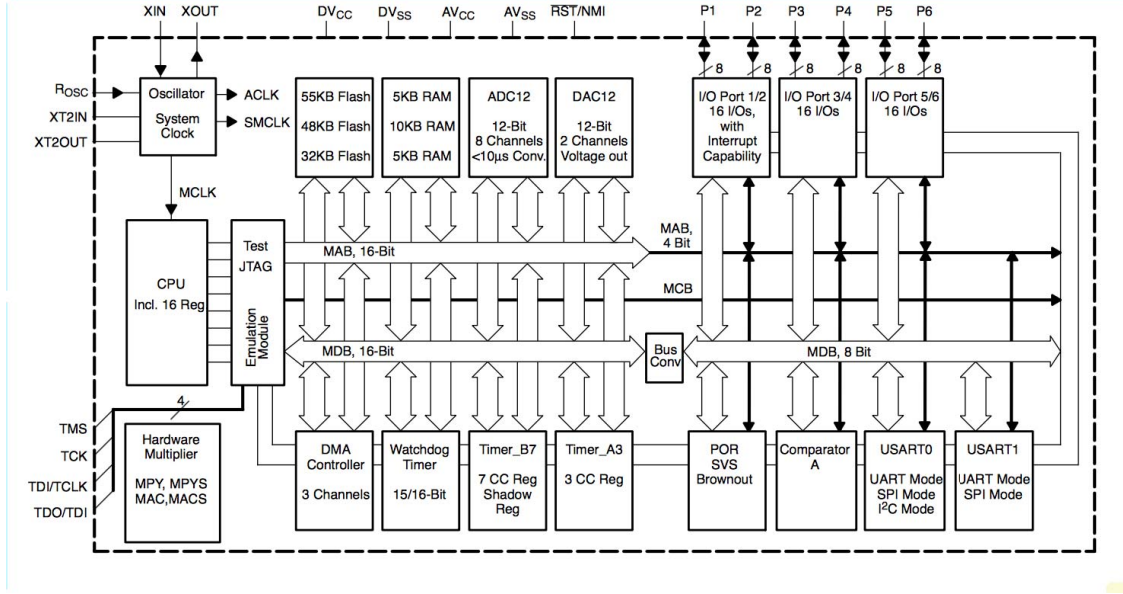 XIN XOUT DVCC DVSS AVCC AVSS RST/NMI P1 P2 P3 P4 P5 P6
8 8 8 8 8 8
ROSC
XT2IN
XT2OUT
Oscillator
System
Clock
ACLK
SMCLK
MCLK
55KB Flash
48KB Flash
32KB Flash
5KB RAM
10KB RAM
5KB RAM
ADC12
12-Bit
8 Channels
<10µs Conv.
DAC12
12-Bit
2 Channels
Voltage out
I/O Port 1/2
16 I/Os,
with
Interrupt
Capability
I/O Port 3/4
16 I/Os
I/O Port 5/6
16 I/Os
CPU
Incl. 16 Reg
Test
JTAG
Emulation
Module
MAB, 16-Bit
MAB,
4 Bit
MCB
MDB, 16-Bit
Bus
Conv
MDB, 8 Bit
4
TMS
TCK
TDI/TCLK
TDO/TDI
Hardware
Multiplier
MPY, MPYS
MAC,MACS
DMA
Controller
3 Channels
Watchdog
Timer
15/16-Bit
Timer_B7
7 CC Reg
Shadow
Reg
Timer_A3
3 CC Reg
POR
SVS
Brownout
Comparator
A
USART0
UART Mode
SPI Mode
I²C Mode
USART1
UART Mode
SPI Mode